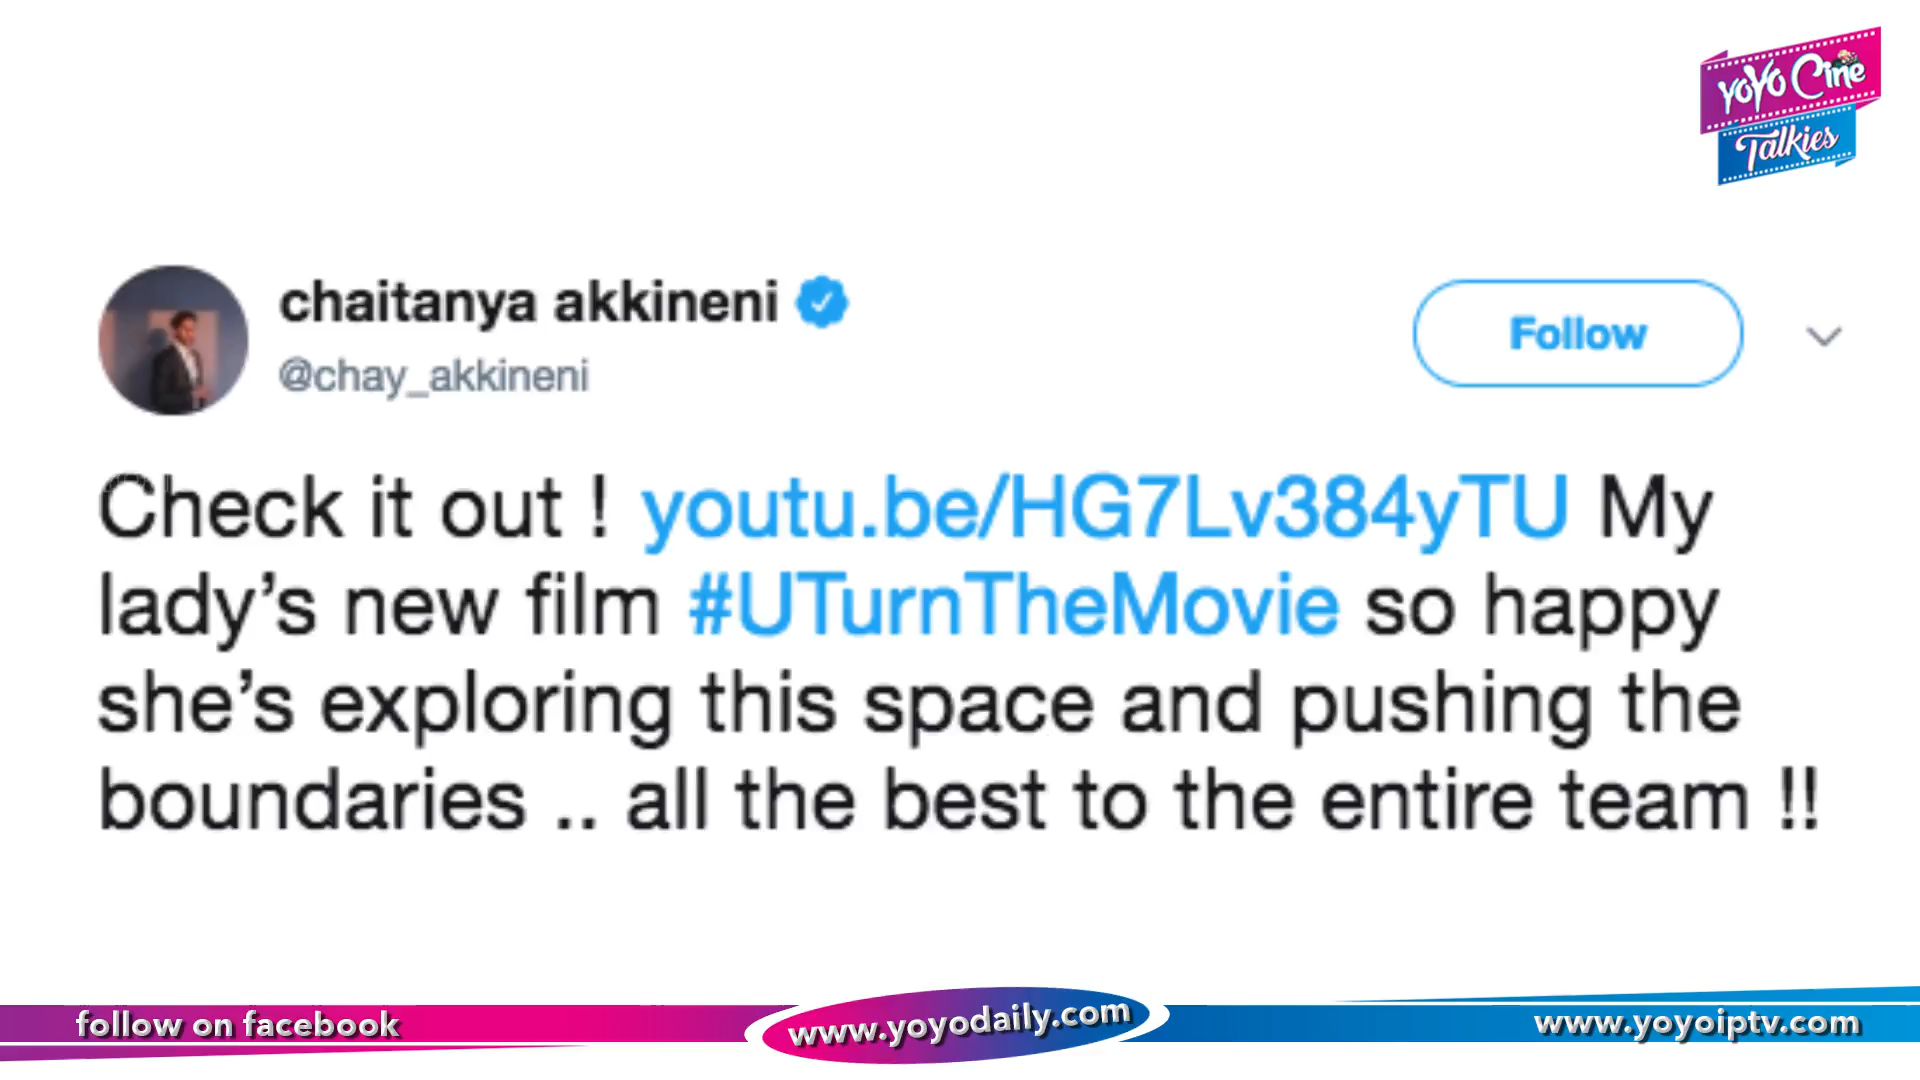 YOYO Cine
Talkies
chaitanya akkineni
@chay_akkineni
Follow
Check it out ! youtu.be/HG7Lv384yTU My
lady’s new film #UTurnTheMovie so happy
she’s exploring this space and pushing the
boundaries .. all the best to the entire team !!
follow on facebook
www.yoyodaily.com
www.yoyoiptv.com